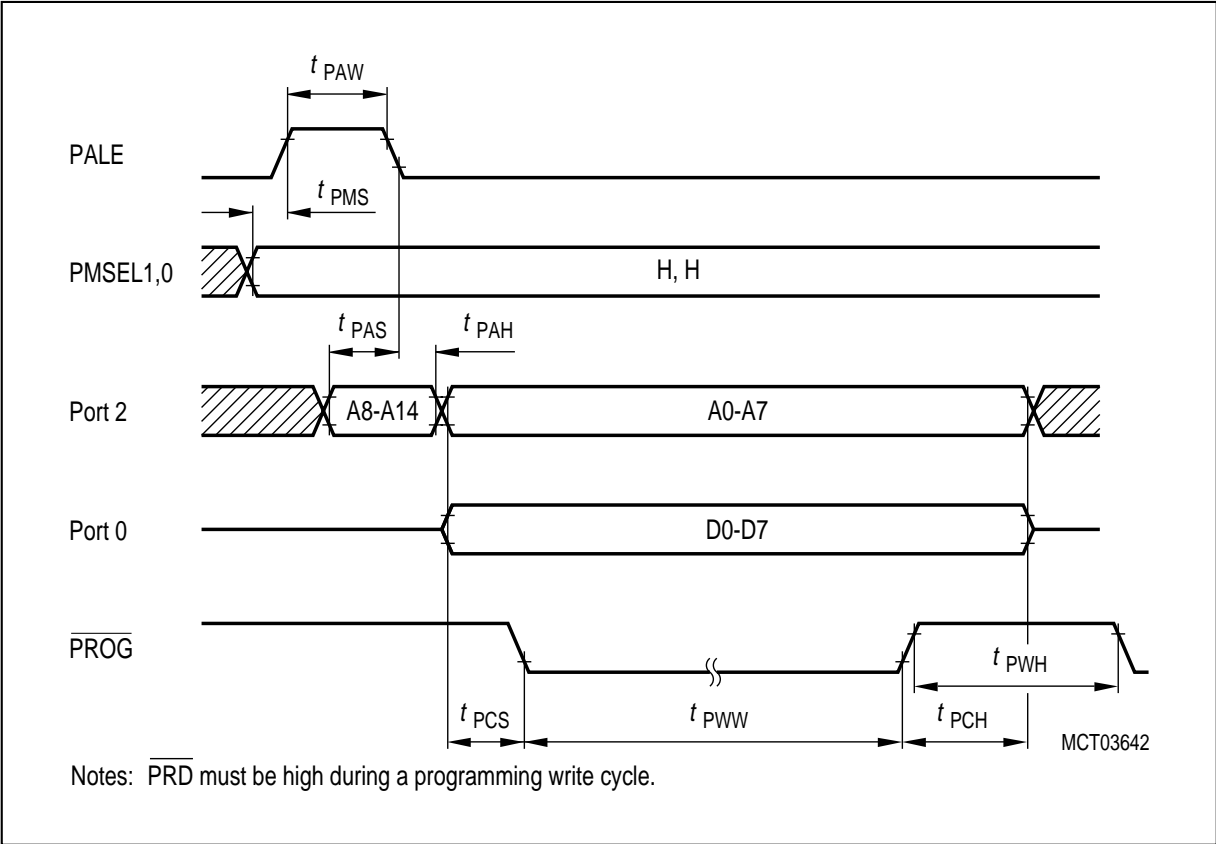 t PAW
PALE
t PMS
PMSEL1,0
H, H
t PAS
t PAH
Port 2
A8-A14
A0-A7
Port 0
D0-D7
PROG
t PWH
t PCS
t PWW
t PCH
MCT03642
Notes: PRD must be high during a programming write cycle.